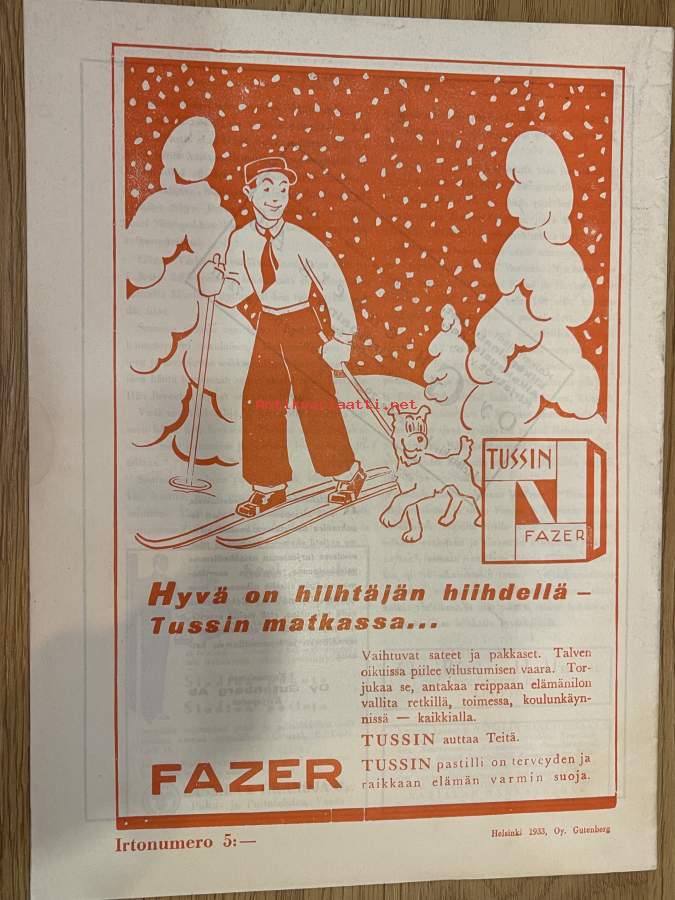 Antikvariaatti.net
TUSSIN
FAZER
Hyvä on hiihtäjän hiihdellä –
Tussin matkassa...
Vaihtuvat sateet ja pakkaset. Talven
oikuissa piilee vilustumisen vaara. Tor-
jukaa se, antakaa reippaan elämänilon
vallita retkillä, toimessa, koulunkäyn-
nissä — kaikkialla.
TUSSIN auttaa Teitä.
TUSSIN pastilli on terveyden ja
raikkaan elämän varmin suoja.
FAZER
Irtonumero 5:—
Helsinki 1933, Oy. Gutenberg